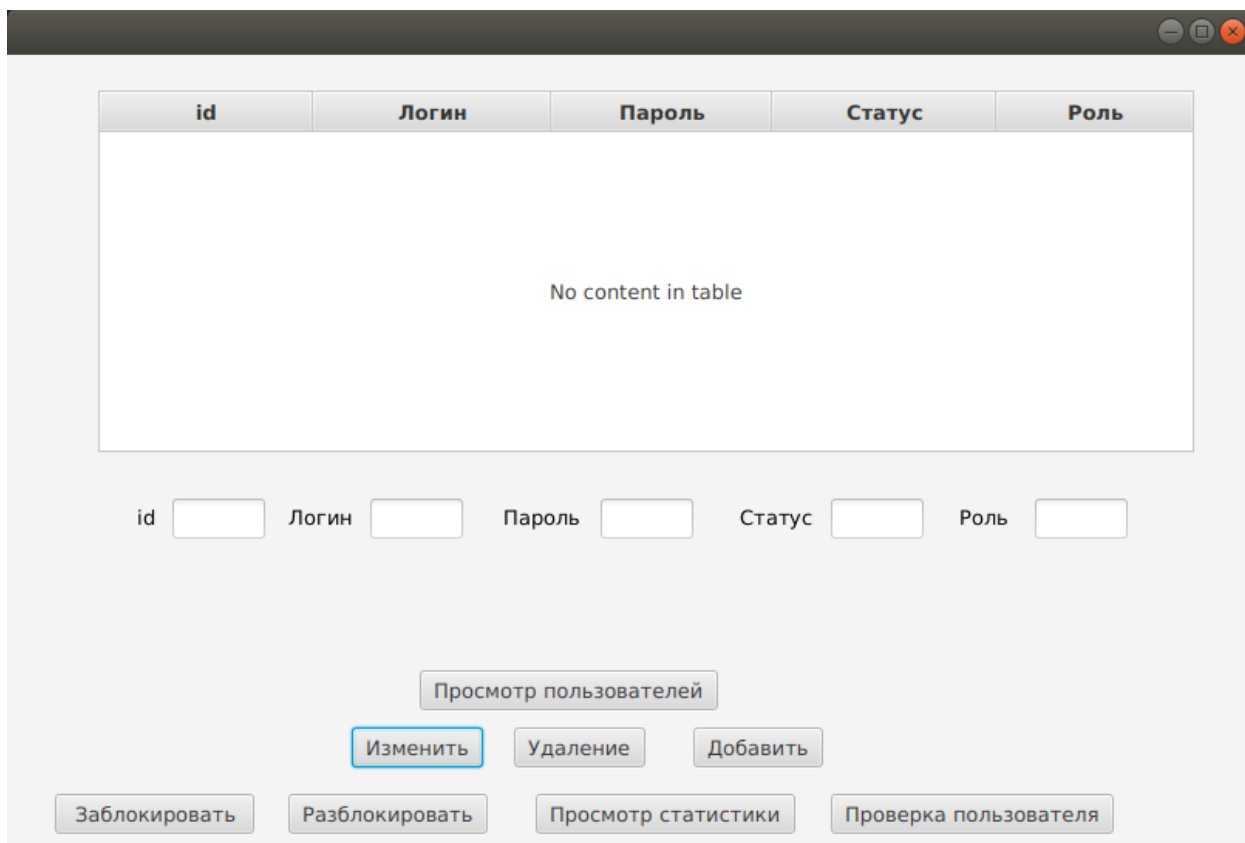 id Логин Пароль Статус Роль
No content in table
id Логин Пароль Статус Роль
Просмотр пользователей
Изменить Удаление Добавить
Заблокировать Разблокировать Просмотр статистики Проверка пользователя